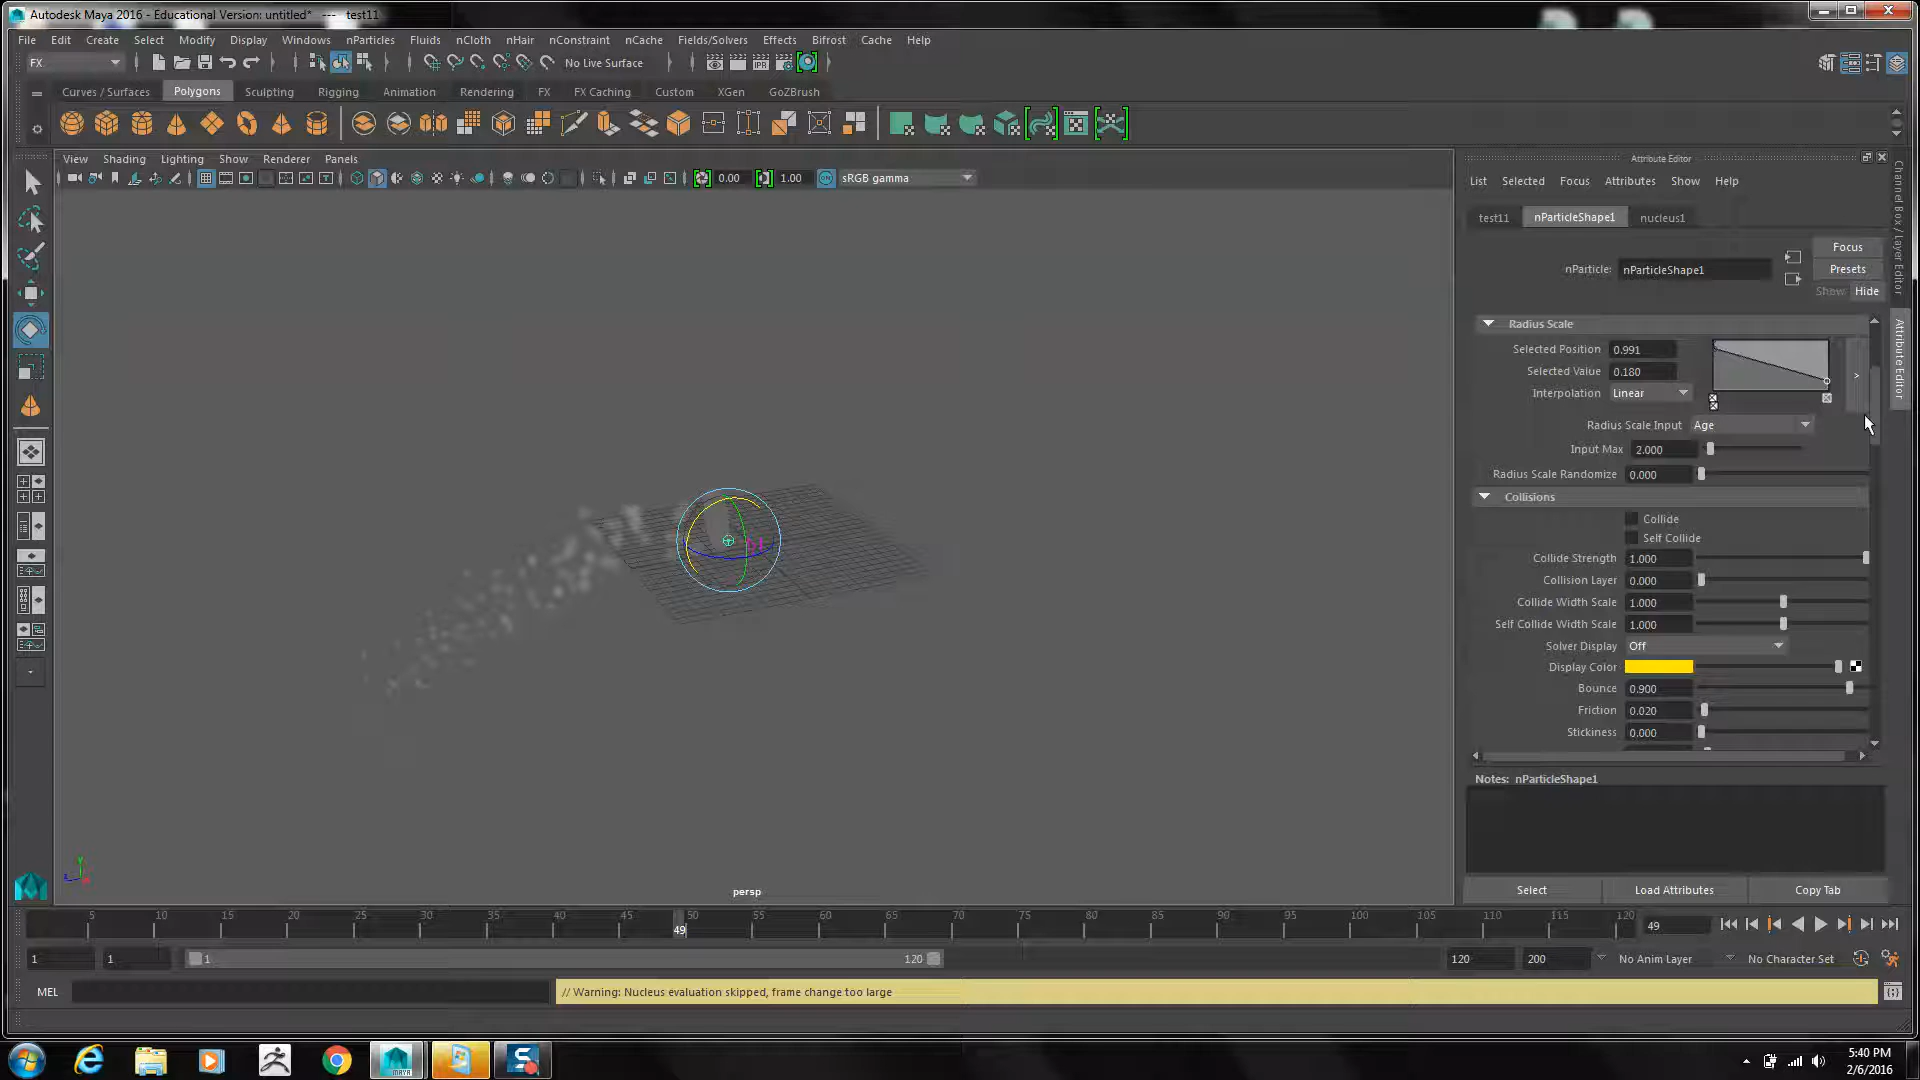 Autodesk Maya 2016 - Educational Version: untitled* --- test11
File Edit Create Select Modify Display Windows nParticles Fluids nCloth nHair nConstraint nCache Fields/Solvers Effects Bifrost Cache Help
FX No Live Surface
Curves / Surfaces Polygons Sculpting Rigging Animation Rendering FX FX Caching Custom XGen GoZBrush
View Shading Lighting Show Renderer Panels
0.00 1.00 sRGB gamma
Attribute Editor
List Selected Focus Attributes Show Help
test11 nParticleShape1 nucleus1
Focus
nParticle: nParticleShape1 Presets
Show Hide
Radius Scale
Selected Position 0.991
Selected Value 0.180
Interpolation Linear
>
Radius Scale Input Age
Input Max 2.000
Radius Scale Randomize 0.000
Collisions
Collide
Self Collide
Collide Strength 1.000
Collision Layer 0.000
Collide Width Scale 1.000
Self Collide Width Scale 1.000
Solver Display Off
Display Color
Bounce 0.900
Friction 0.020
Stickiness 0.000
Notes: nParticleShape1
Select Load Attributes Copy Tab
Channel Box / Layer Editor
Attribute Editor
persp
5 10 15 20 25 30 35 40 45 50 55 60 65 70 75 80 85 90 95 100 105 110 115 120
49 49
1 1 1 120 120 200 No Anim Layer No Character Set
MEL // Warning: Nucleus evaluation skipped, frame change too large
5:40 PM
2/6/2016